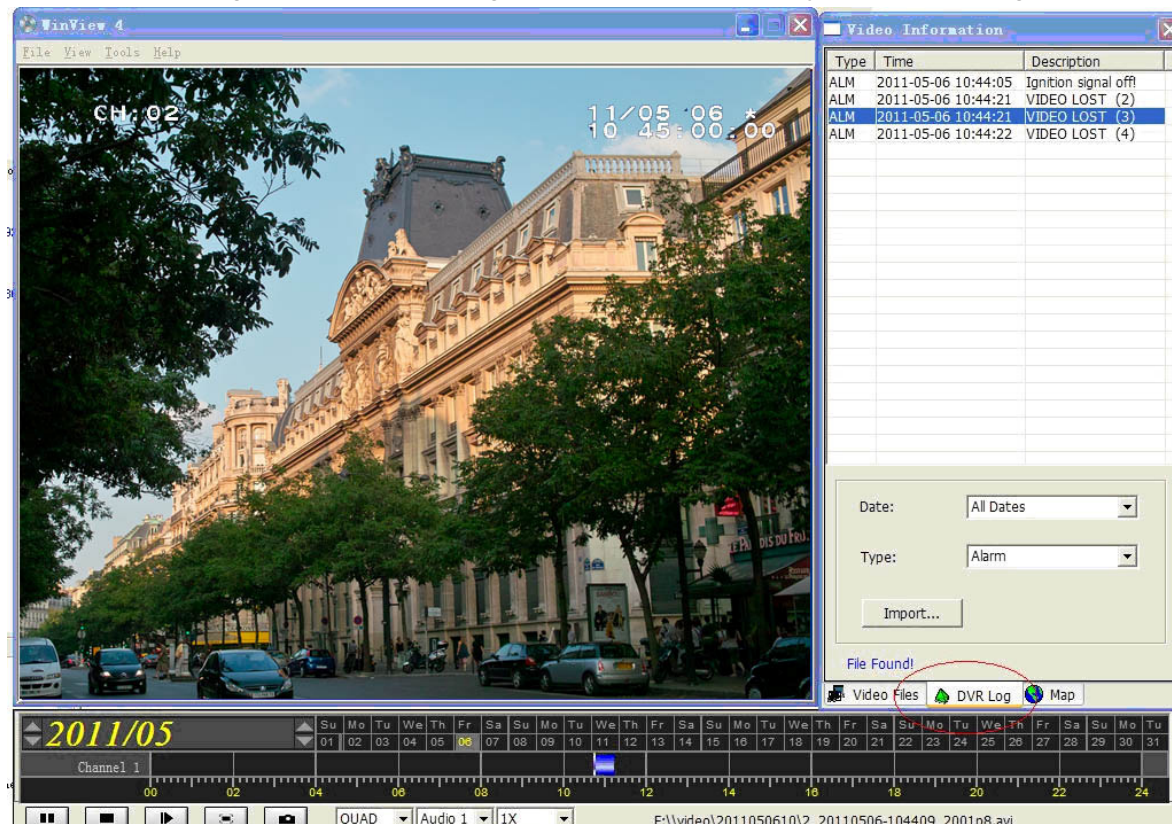 WinView 4
File View Tools Help
CH:02
11/05 06 *
10 45:00-00
Video Information
Type Time Description
ALM 2011-05-06 10:44:05 Ignition signal off!
ALM 2011-05-06 10:44:21 VIDEO LOST (2)
ALM 2011-05-06 10:44:21 VIDEO LOST (3)
ALM 2011-05-06 10:44:22 VIDEO LOST (4)
Date: All Dates
Type: Alarm
Import...
File Found!
Video Files DVR Log Map
2011/05
Su Mo Tu We Th Fr Sa Su Mo Tu We Th Fr Sa Su Mo Tu We Th Fr Sa Su Mo Tu We Th Fr Sa Su Mo Tu
01 02 03 04 05 06 07 08 09 10 11 12 13 14 15 16 17 18 19 20 21 22 23 24 25 26 27 28 29 30 31
Channel 1
00 02 04 06 08 10 12 14 16 18 20 22 24
QUAD Audio 1 1X F:\\video\2011050610\2_20110506-104409_2001p8.avi